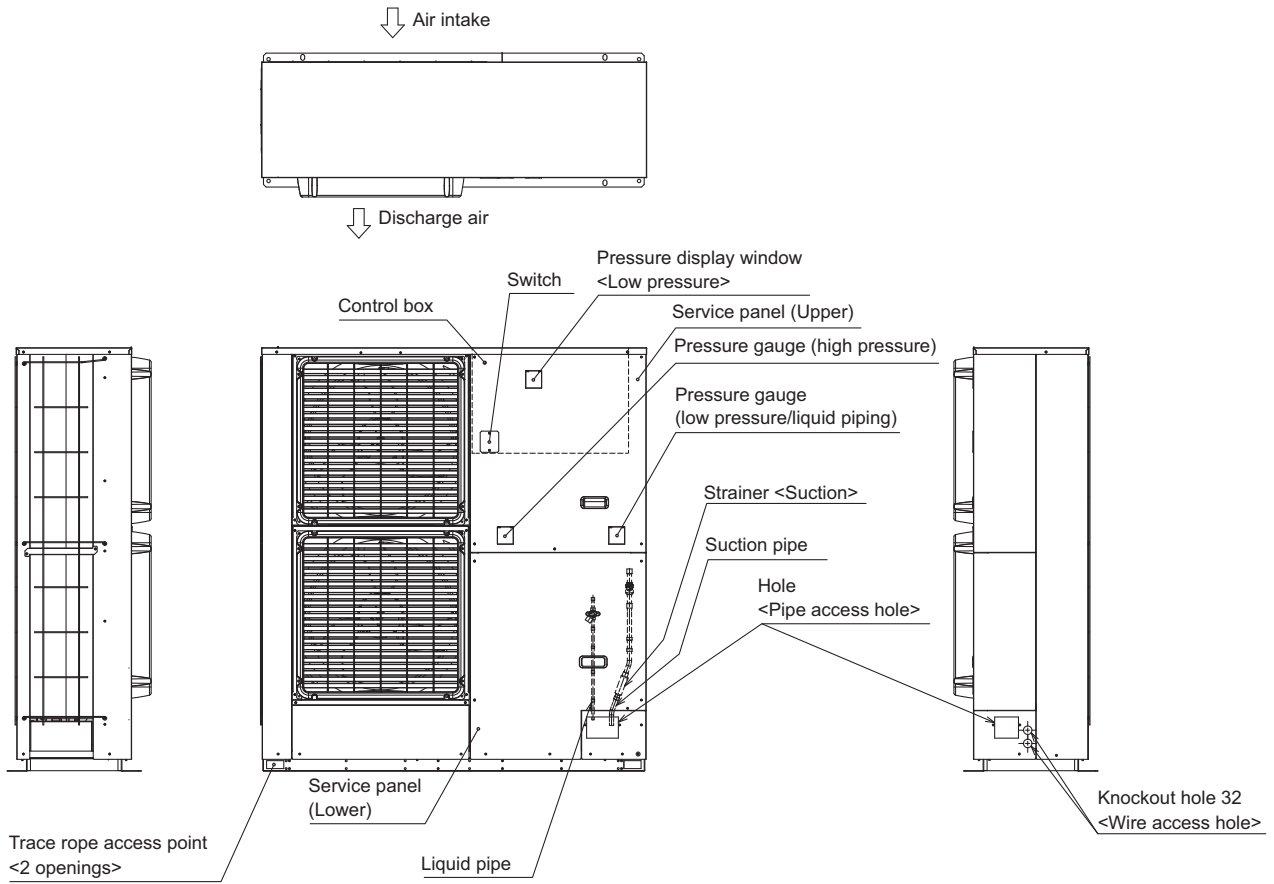 Air intake
Discharge air
Pressure display window
<Low pressure>
Switch
Control box
Service panel (Upper)
Pressure gauge (high pressure)
Pressure gauge
(low pressure/liquid piping)
Strainer <Suction>
Suction pipe
Hole
<Pipe access hole>
Service panel
(Lower)
Knockout hole 32
<Wire access hole>
Trace rope access point
<2 openings>
Liquid pipe